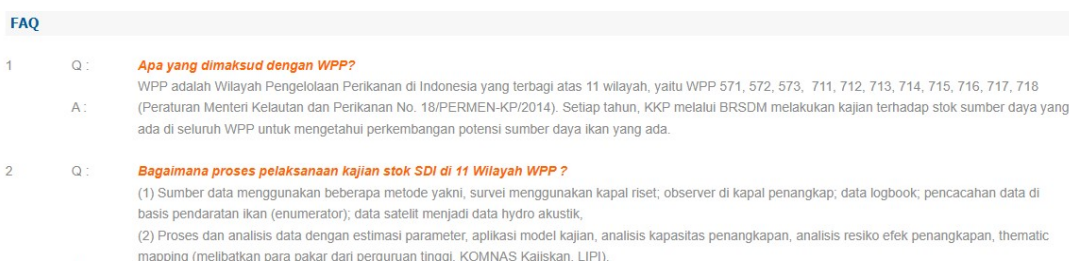 FAQ
1 Q : Apa yang dimaksud dengan WPP?
WPP adalah Wilayah Pengelolaan Perikanan di Indonesia yang terbagi atas 11 wilayah, yaitu WPP 571, 572, 573, 711, 712, 713, 714, 715, 716, 717, 718
A : (Peraturan Menteri Kelautan dan Perikanan No. 18/PERMEN-KP/2014). Setiap tahun, KKP melalui BRSDM melakukan kajian terhadap stok sumber daya yang
ada di seluruh WPP untuk mengetahui perkembangan potensi sumber daya ikan yang ada.
2 Q : Bagaimana proses pelaksanaan kajian stok SDI di 11 Wilayah WPP ?
(1) Sumber data menggunakan beberapa metode yakni, survei menggunakan kapal riset; observer di kapal penangkap; data logbook; pencacahan data di
basis pendaratan ikan (enumerator); data satelit menjadi data hydro akustik,
(2) Proses dan analisis data dengan estimasi parameter, aplikasi model kajian, analisis kapasitas penangkapan, analisis resiko efek penangkapan, thematic
mapping (melibatkan para pakar dari perguruan tinggi, KOMNAS Kajiskan, LIPI).